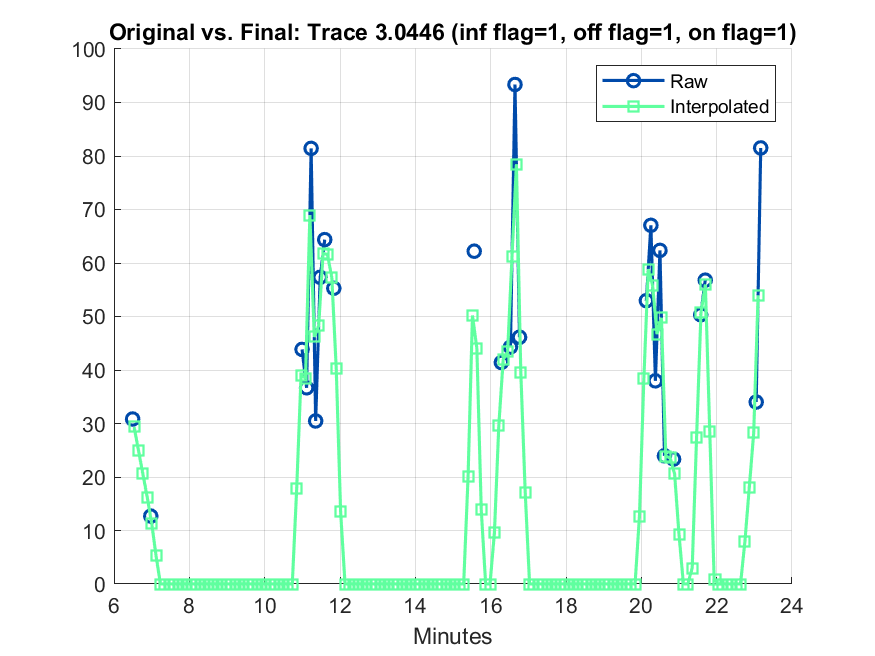 Original vs. Final: Trace 3.0446 (inf flag=1, off flag=1, on flag=1)
100
90
80
70
60
50
40
30
20
10
0
Raw
Interpolated
6 8 10 12 14 16 18 20 22 24
Minutes